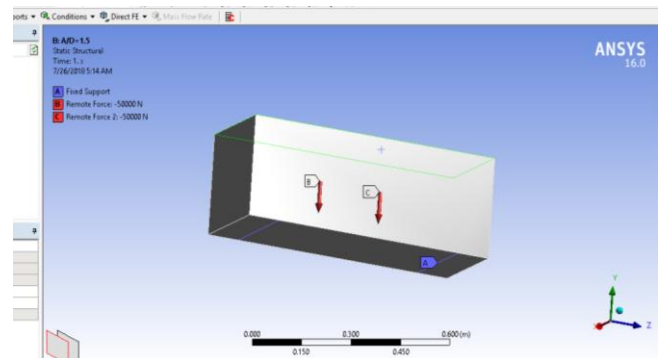 ports ▾ Conditions ▾ Direct FE ▾ Mass Flow Rate
B: A/D=1.5
Static Structural
Time: 1. s
7/26/2018 5:14 AM
A Fixed Support
B Remote Force: -50000 N
C Remote Force 2: -50000 N
ANSYS
16.0
B
C
A
Y
Z
0.000 0.300 0.600 (m)
0.150 0.450